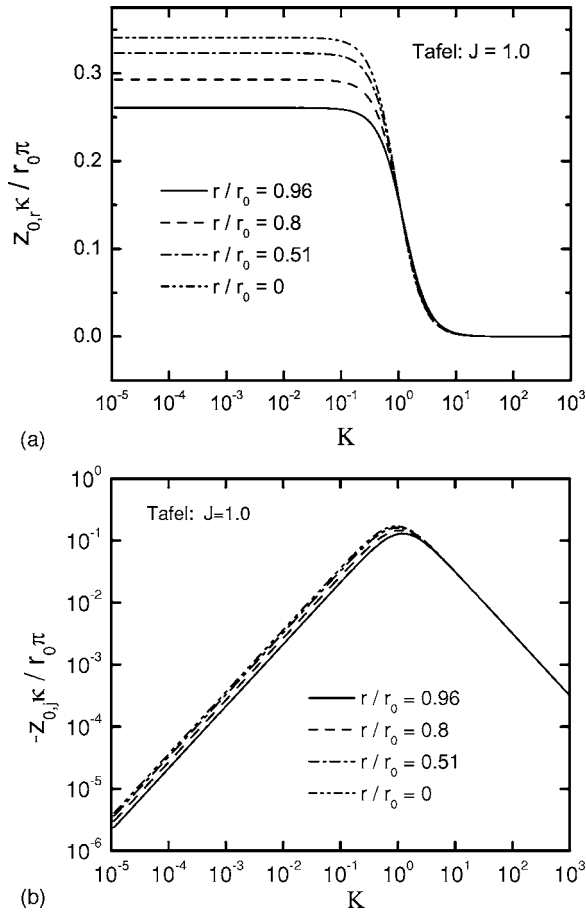 Tafel: J = 1.0
0.3
0.2
0.1
0.0
Z0,rκ / r0π
r / r0 = 0.96
r / r0 = 0.8
r / r0 = 0.51
r / r0 = 0
10-5 10-4 10-3 10-2 10-1 100 101 102 103
(a)
K
Tafel: J=1.0
100
10-1
10-2
10-3
10-4
10-5
10-6
-Z0,jκ / r0π
r / r0 = 0.96
r / r0 = 0.8
r / r0 = 0.51
r / r0 = 0
10-5 10-4 10-3 10-2 10-1 100 101 102 103
(b)
K